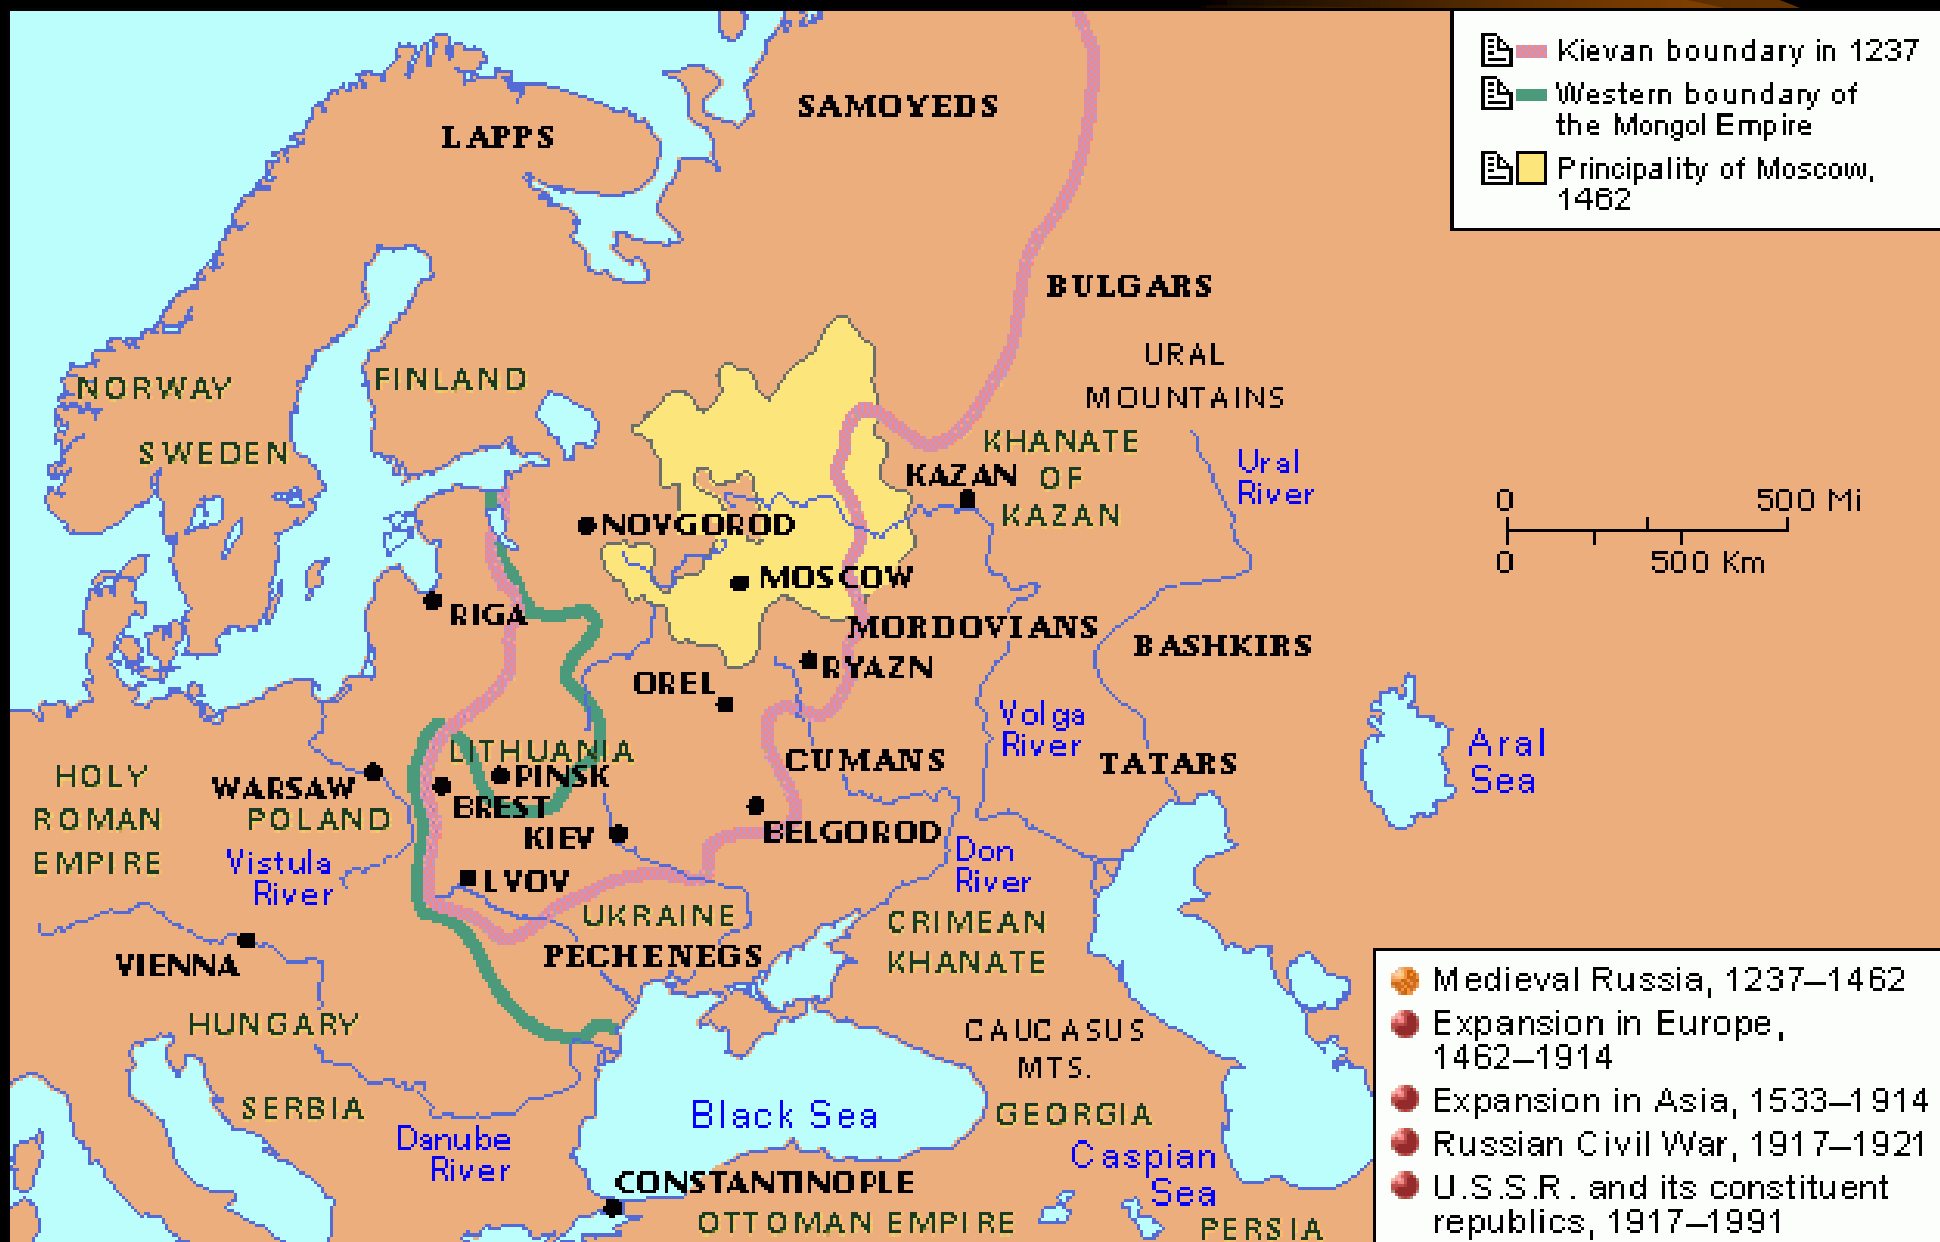 Kievan boundary in 1237
Western boundary of
the Mongol Empire
Principality of Moscow,
1462
SAMOYEDS
LAPPS
BULGARS
URAL
MOUNTAINS
NORWAY
FINLAND
SWEDEN
KHANATE
OF
KAZAN
KAZAN
Ural
River
0 500 Mi
0 500 Km
NOVGOROD
MOSCOW
RIGA
MORDOVIANS
BASHKIRS
RYAZN
OREL
Volga
River
Aral
Sea
LITHUANIA
CUMANS
TATARS
HOLY
ROMAN
EMPIRE
WARSAW
POLAND
PINSK
BREST
KIEV
BELGOROD
Vistula
River
Don
River
LVOV
UKRAINE
CRIMEAN
KHANATE
PECHENEGS
VIENNA
HUNGARY
CAUCASUS
MTS.
SERBIA
Black Sea
GEORGIA
Danube
River
Caspian
Sea
CONSTANTINOPLE
OTTOMAN EMPIRE
PERSIA
Medieval Russia, 1237–1462
Expansion in Europe,
1462–1914
Expansion in Asia, 1533–1914
Russian Civil War, 1917–1921
U.S.S.R. and its constituent
republics, 1917–1991